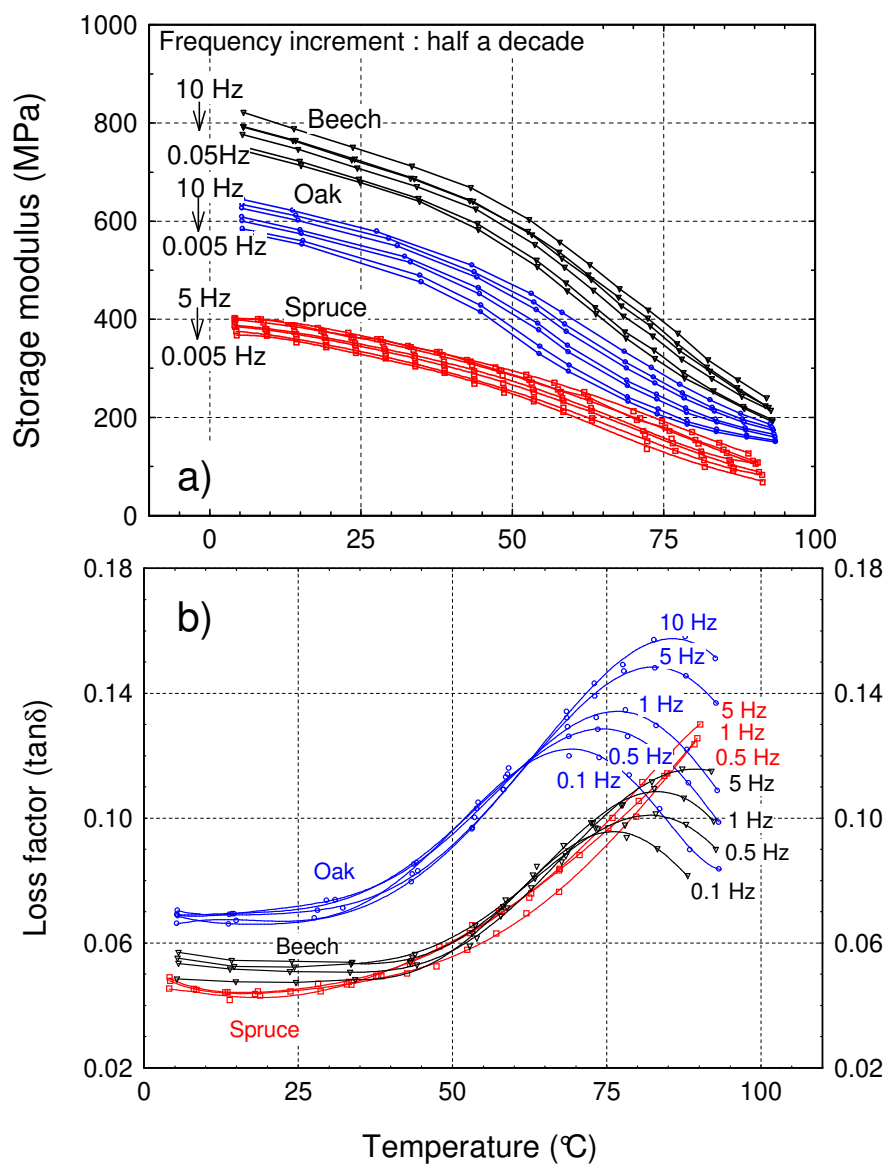 1000
Frequency increment : half a decade
10 Hz
Beech
800
0.05Hz
10 Hz
Oak
600
0.005 Hz
5 Hz
Spruce
400
0.005 Hz
200
a)
0
0 25 50 75 100
Storage modulus (MPa)
0.18 0.18
b)
10 Hz
5 Hz
0.14 0.14
1 Hz
5 Hz
1 Hz
0.5 Hz
0.5 Hz
0.1 Hz
5 Hz
0.10 0.10
1 Hz
0.5 Hz
Oak
0.1 Hz
Beech
0.06 0.06
Spruce
0.02 0.02
0 25 50 75 100
Loss factor (tanδ)
Temperature (°C)